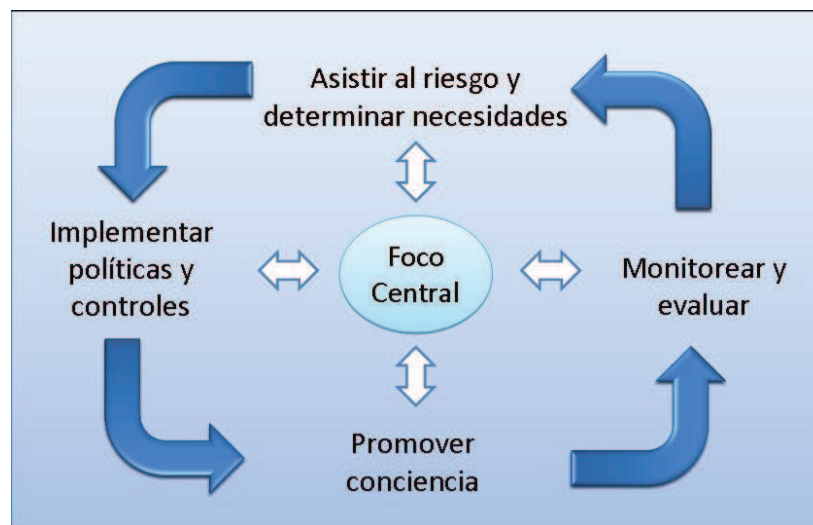 Asistir al riesgo y
determinar necesidades
Implementar
políticas y
controles
Foco
Central
Monitorear y
evaluar
Promover
conciencia